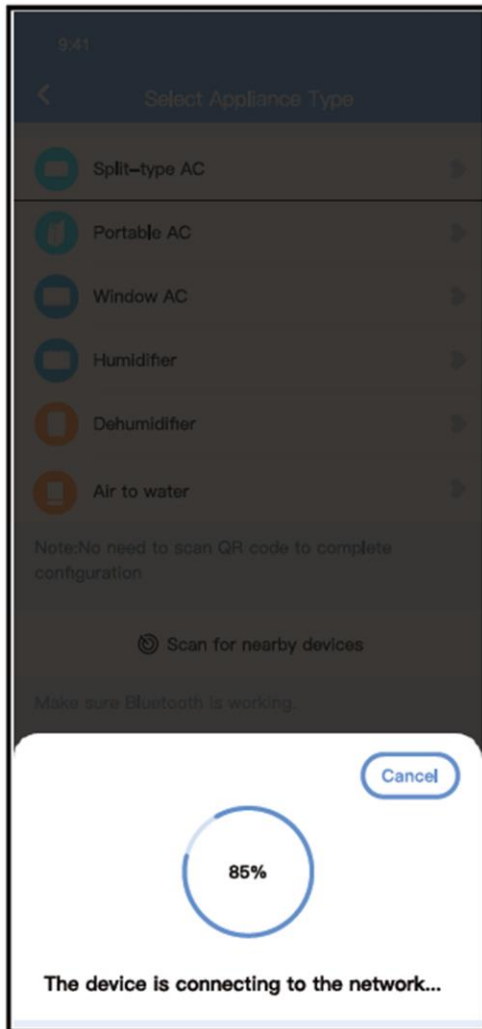 9:41
Select Appliance Type
Split-type AC
Portable AC
Window AC
Humidifier
Dehumidifier
Air to water
Note:No need to scan QR code to complete
configuration
Scan for nearby devices
Make sure Bluetooth is working.
Cancel
85%
The device is connecting to the network...